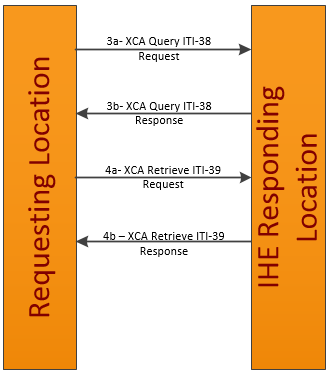 Requesting Location
3a- XCA Query ITI-38
Request
3b- XCA Query ITI-38
Response
4a- XCA Retrieve ITI-39
Request
4b – XCA Retrieve ITI-39
Response
IHE Responding
Location